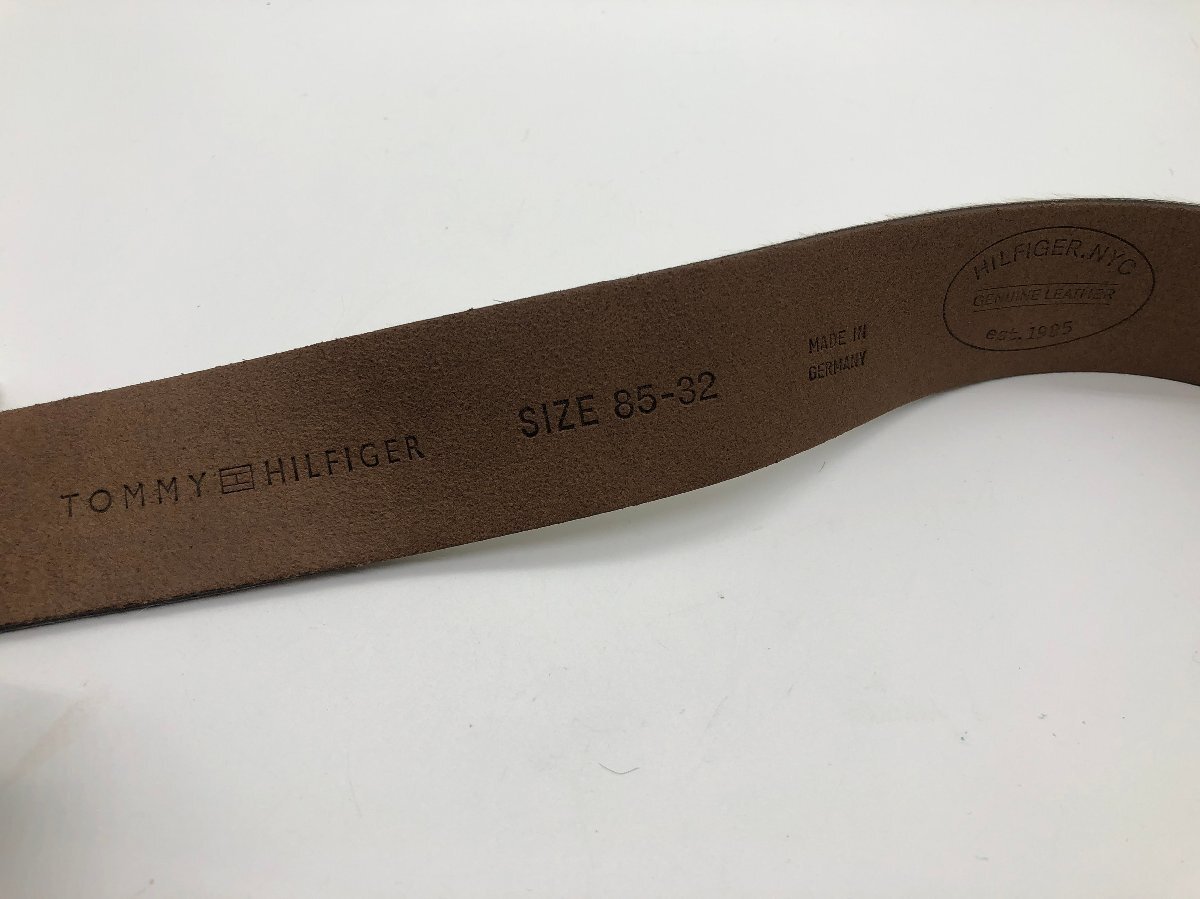 TOMMY HILFIGER
SIZE 85-32
MADE IN
GERMANY
HILFIGER.NYC
GENUINE LEATHER
est. 1985